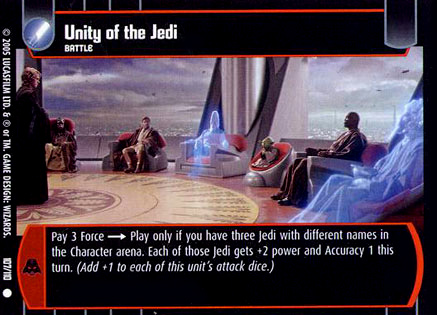 Unity of the Jedi
BATTLE
© 2005 LUCASFILM LTD. & ® or TM. GAME DESIGN: WIZARDS.
107/110
Pay 3 Force → Play only if you have three Jedi with different names in
the Character arena. Each of those Jedi gets +2 power and Accuracy 1 this
turn. (Add +1 to each of this unit's attack dice.)